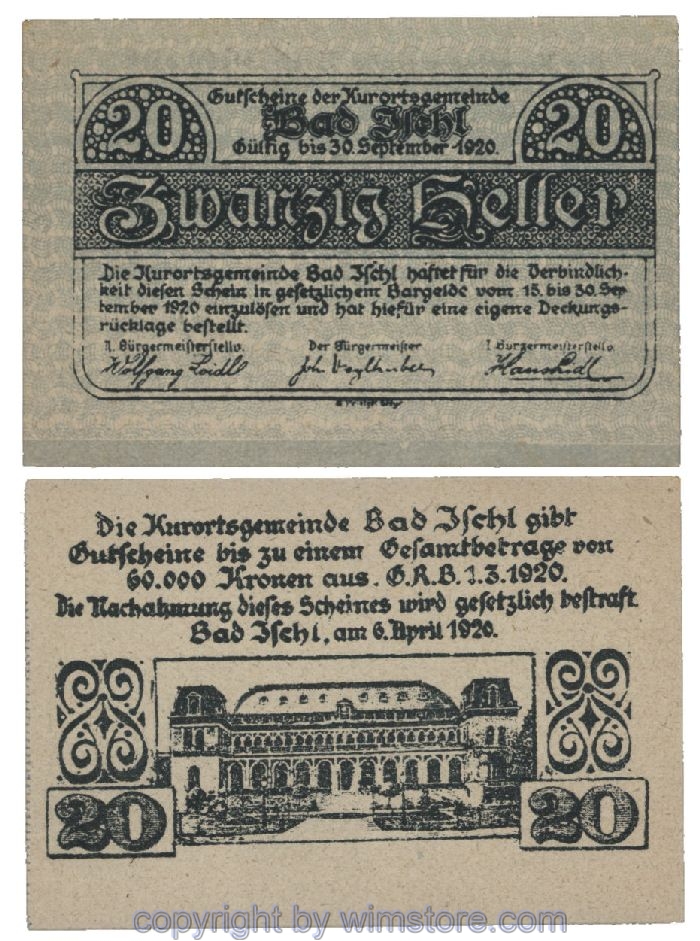 20
Gutscheine der Kurortsgemeinde
Bad Ischl
Gültig bis 30. September 1920.
20
Zwanzig Heller
Die Kurortsgemeinde Bad Ischl haftet für die Verbindlich-
keit diesen Schein in gesetzlichem Bargelde vom 15. bis 30. Sep
tember 1920 einzulösen und hat hiefür eine eigene Deckungs-
rücklage bestellt.
Der Bürgermeister
Wolfgang Loidl
Die Kurortsgemeinde Bad Ischl gibt
Gutscheine bis zu einem Gesamtbetrage von
60.000 Kronen aus. G.R.B. 1.3.1920.
Die Nachahmung dieses Scheines wird gesetzlich bestraft
Bad Ischl, am 6. April 1920.
20
20
copyright by wimstore.com